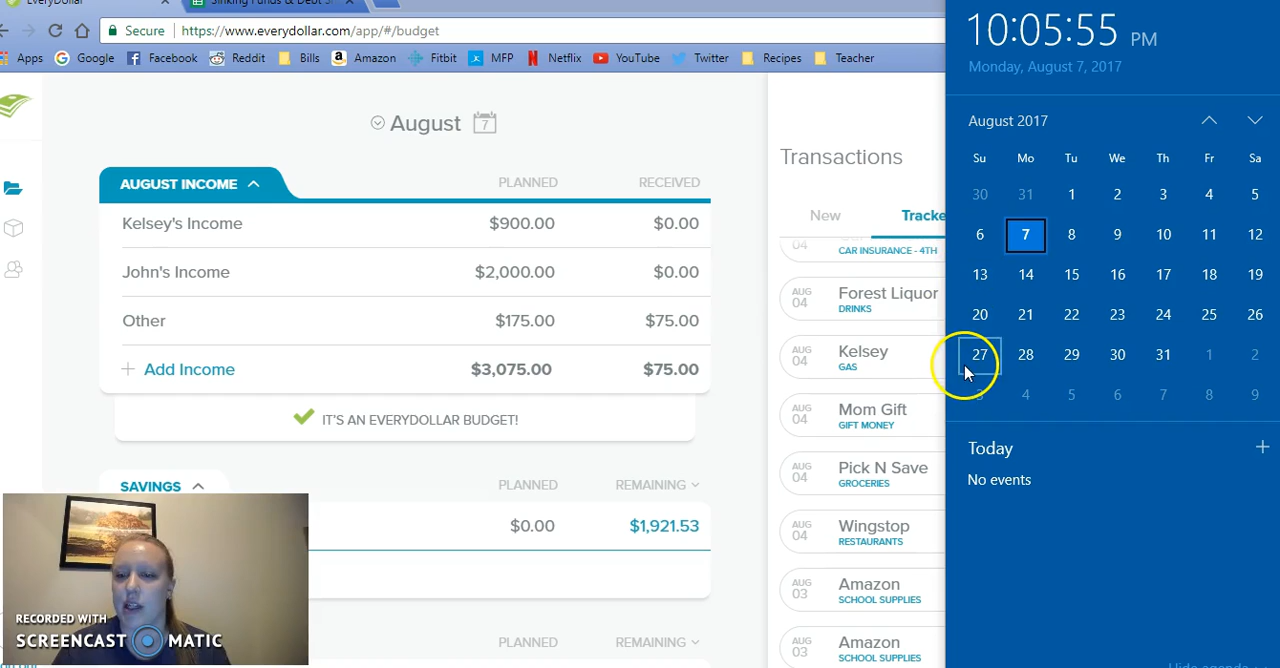 EveryDollar
Sinking Funds & Debt S
Secure
https://www.everydollar.com/app/#/budget
Apps
Google
Facebook
Reddit
Bills
Amazon
Fitbit
MFP
Netflix
YouTube
Twitter
Recipes
Teacher
August 7
AUGUST INCOME PLANNED RECEIVED
Kelsey's Income $900.00 $0.00
John's Income $2,000.00 $0.00
Other $175.00 $75.00
Add Income $3,075.00 $75.00
IT'S AN EVERYDOLLAR BUDGET!
SAVINGS PLANNED REMAINING
$0.00 $1,921.53
PLANNED REMAINING
RECORDED WITH
SCREENCAST MATIC
Transactions
New Tracke
04 CAR INSURANCE - 4TH
AUG 04 Forest Liquor
DRINKS
AUG 04 Kelsey
GAS
AUG 04 Mom Gift
GIFT MONEY
AUG 04 Pick N Save
GROCERIES
AUG 04 Wingstop
RESTAURANTS
AUG 03 Amazon
SCHOOL SUPPLIES
AUG 03 Amazon
SCHOOL SUPPLIES
10:05:55 PM
Monday, August 7, 2017
August 2017
Su Mo Tu We Th Fr Sa
30 31 1 2 3 4 5
6 7 8 9 10 11 12
13 14 15 16 17 18 19
20 21 22 23 24 25 26
27 28 29 30 31 1 2
3 4 5 6 7 8 9
Today
No events
Hide agenda